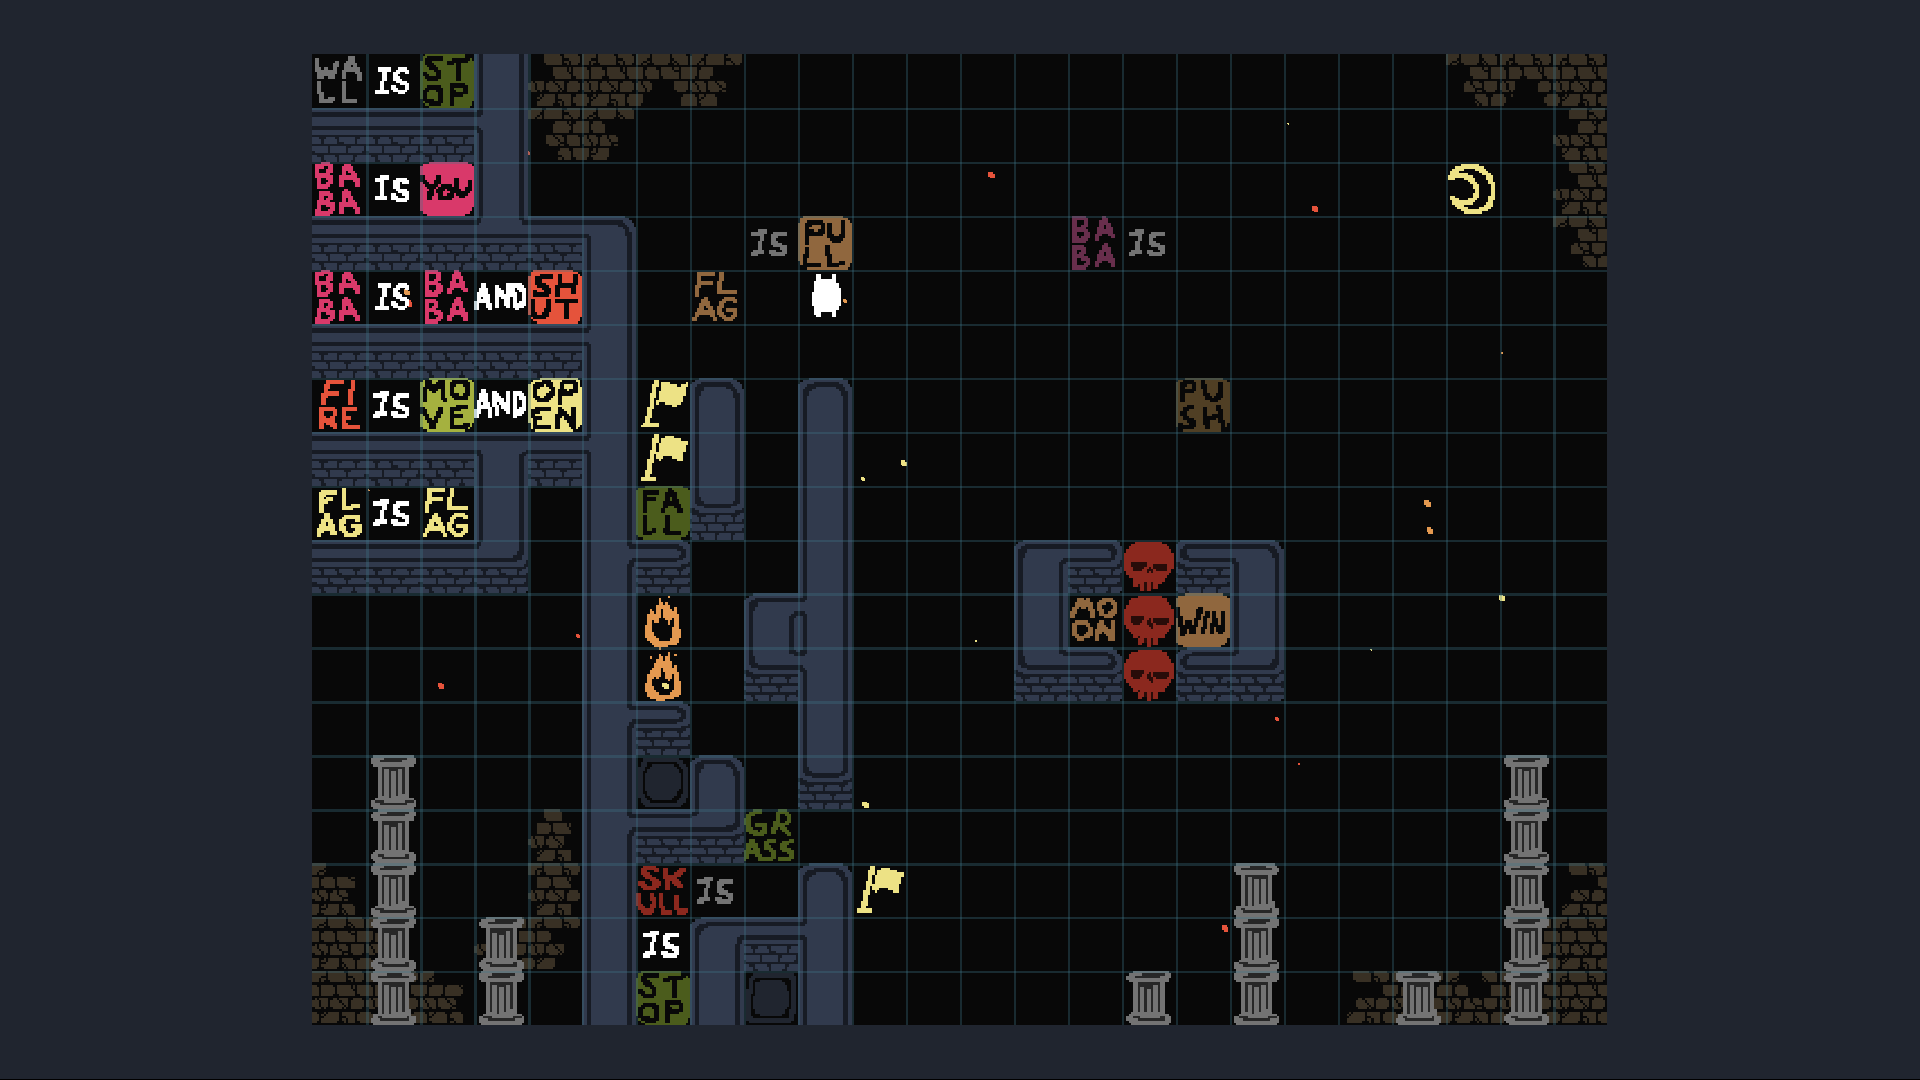 WALL IS STOP
BABA IS YOU
IS PULL
BABA IS
BABA IS BABA AND SHUT
FLAG
FIRE IS MOVE AND OPEN
PUSH
FLAG IS FLAG
FALL
MOON WIN
GRASS
SKULL IS
IS
STOP